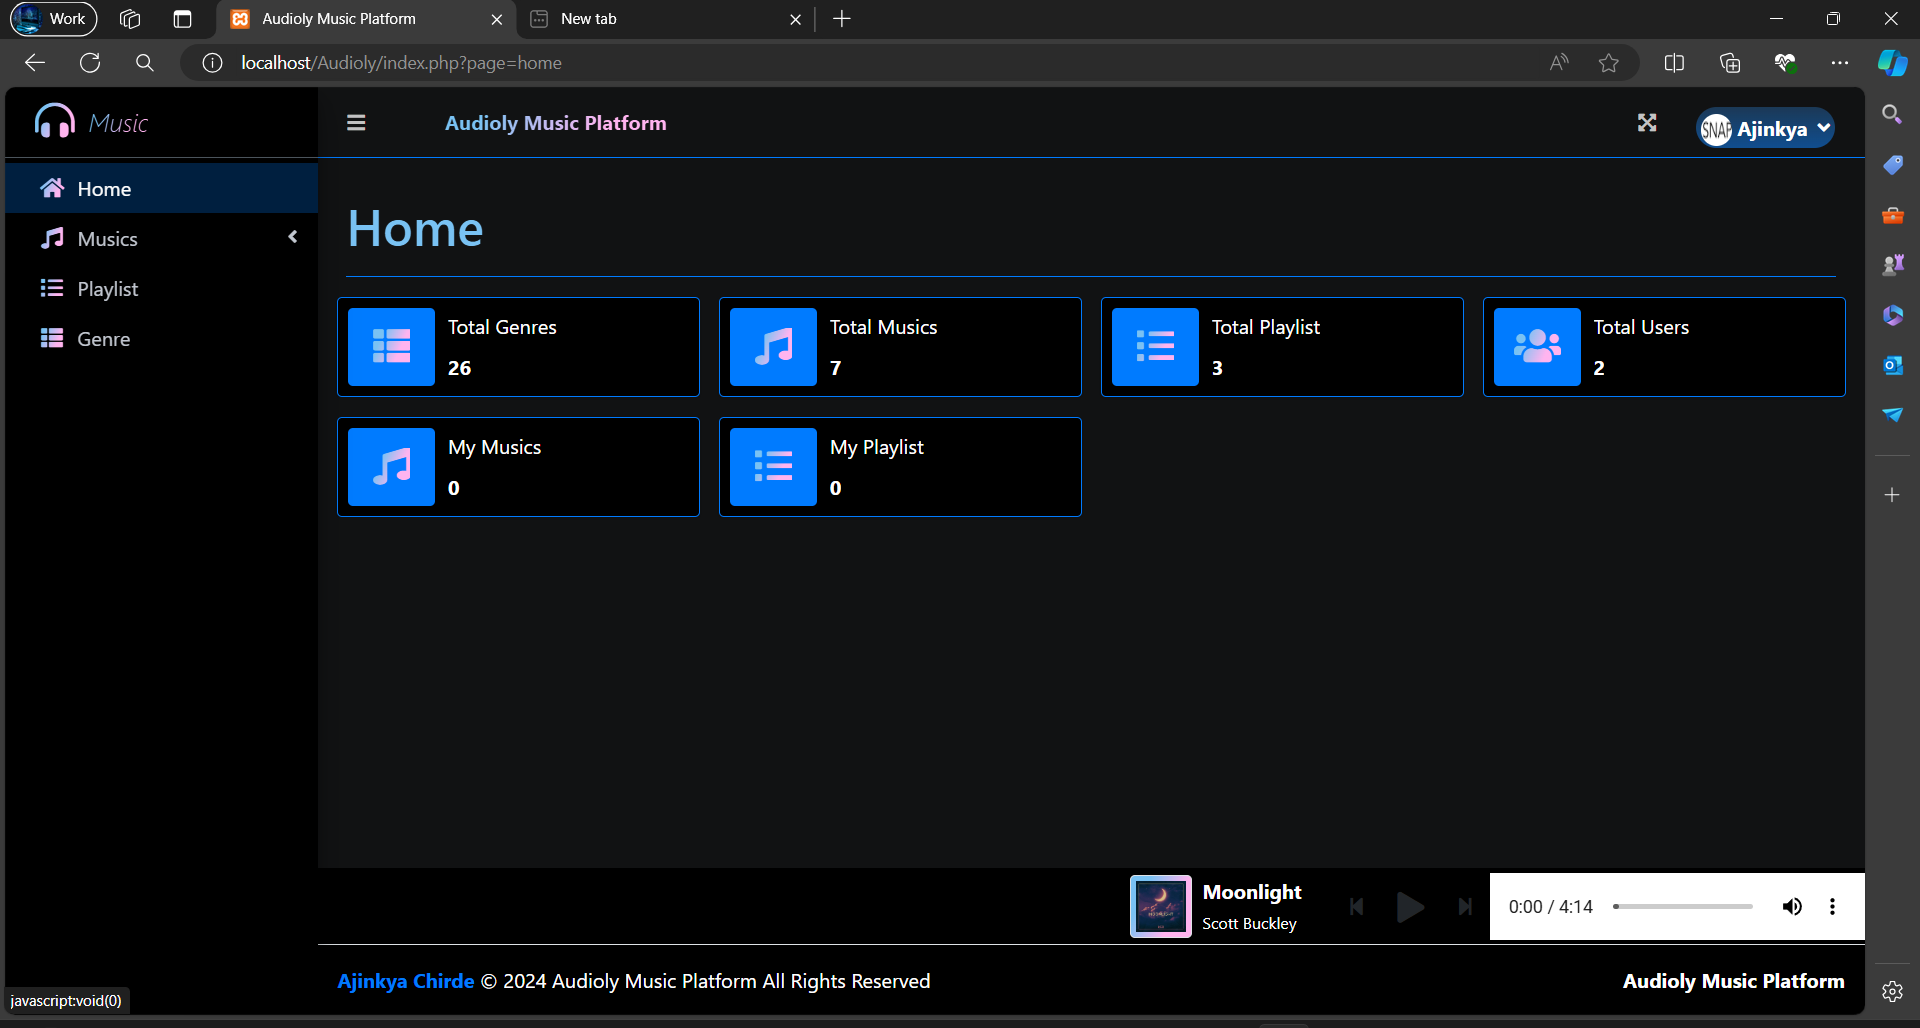 Work
Audioly Music Platform
New tab
localhost/Audioly/index.php?page=home
Music
Audioly Music Platform
SNAP
Ajinkya
Home
Musics
Playlist
Genre
Home
Total Genres
26
Total Musics
7
Total Playlist
3
Total Users
2
My Musics
0
My Playlist
0
MOONLIGHT
Moonlight
Scott Buckley
0:00 / 4:14
Ajinkya Chirde © 2024 Audioly Music Platform All Rights Reserved
Audioly Music Platform
javascript:void(0)